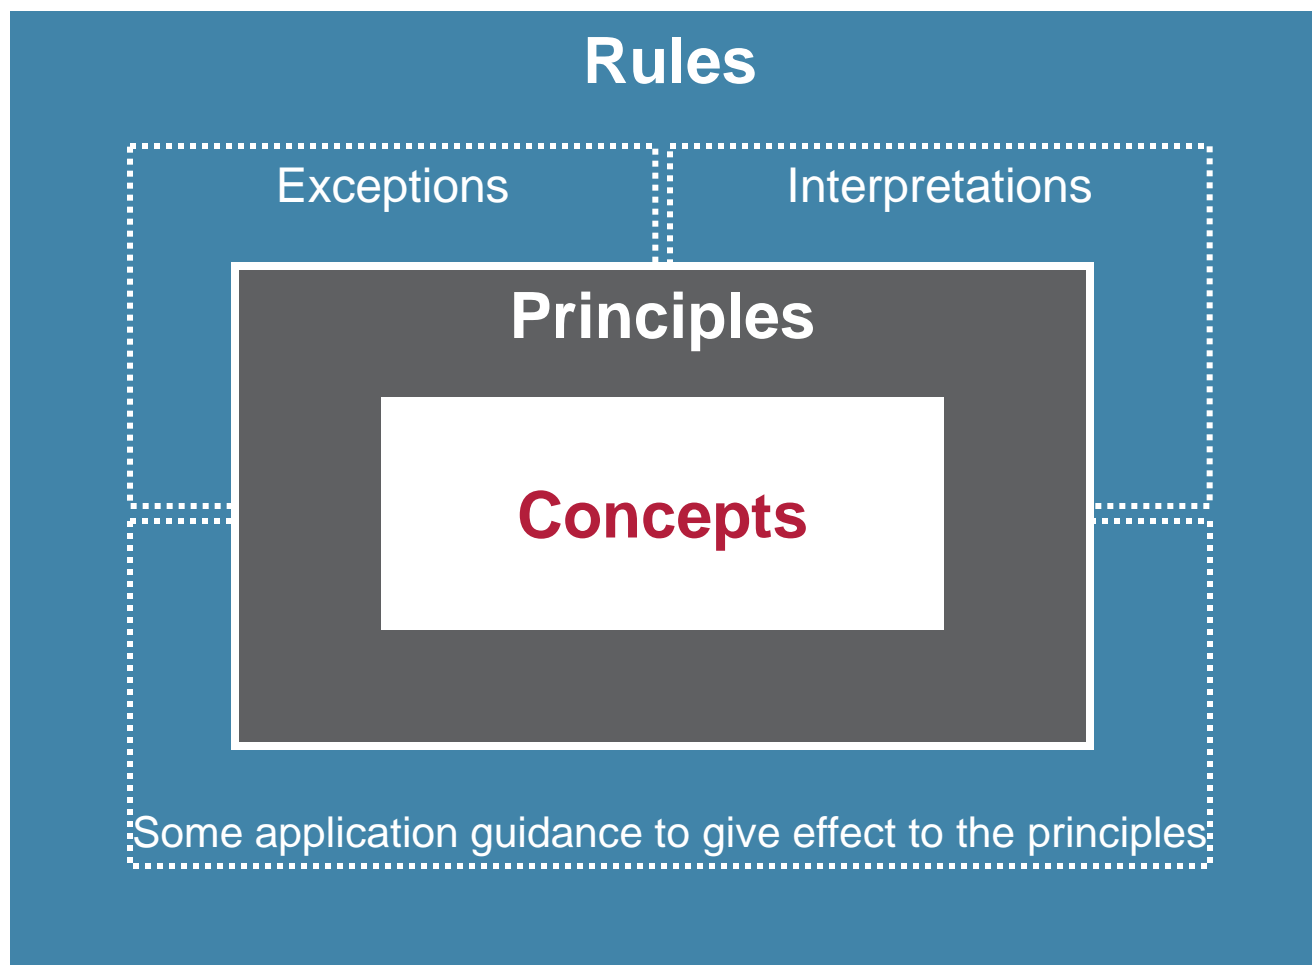 Rules
Exceptions
Interpretations
Principles
Concepts
Some application guidance to give effect to the principles